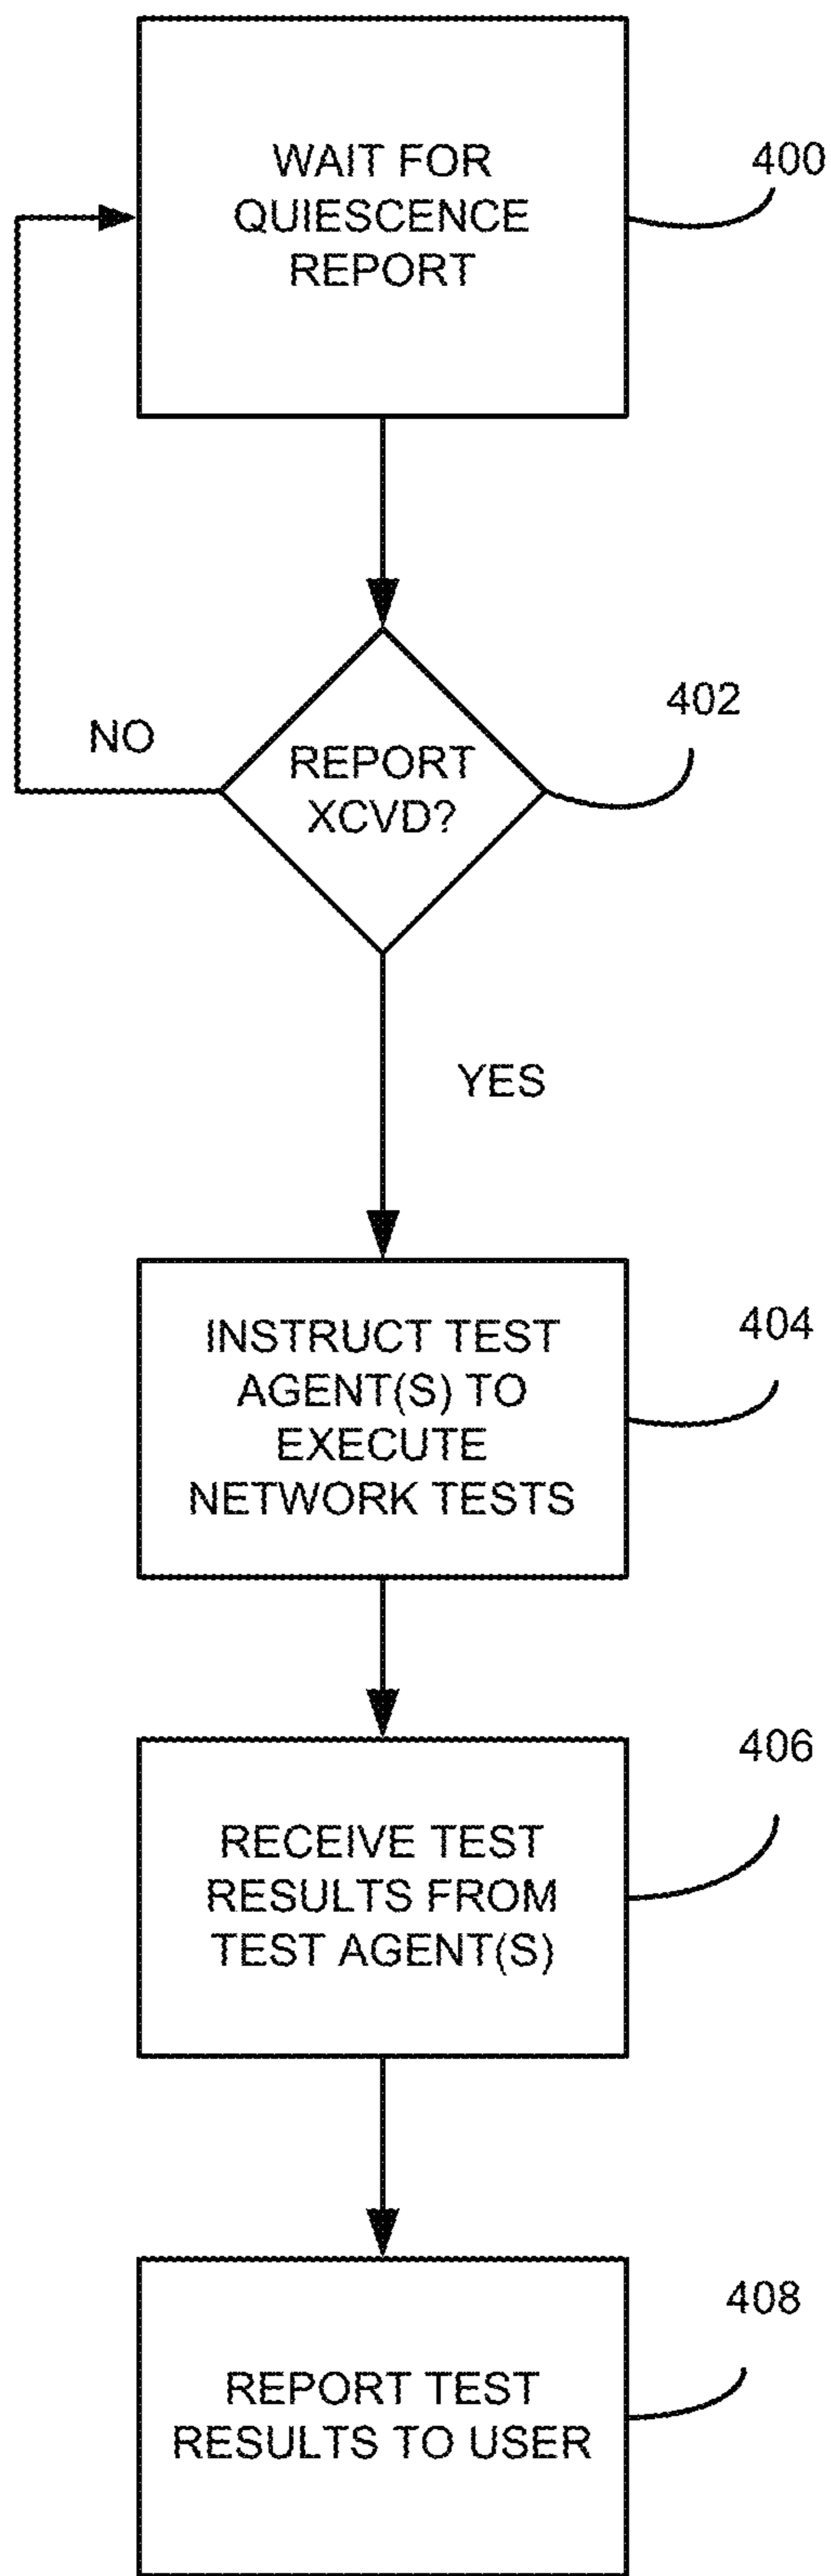 WAIT FOR
QUIESCENCE
REPORT
400
NO
REPORT
XCVD?
402
YES
INSTRUCT TEST
AGENT(S) TO
EXECUTE
NETWORK TESTS
404
RECEIVE TEST
RESULTS FROM
TEST AGENT(S)
406
REPORT TEST
RESULTS TO USER
408